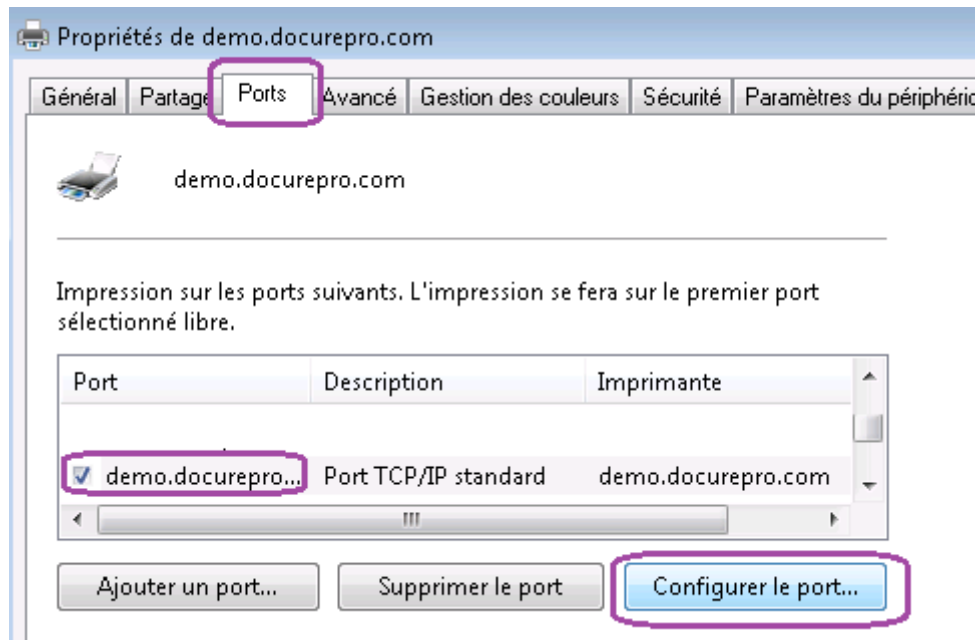 Propriétés de demo.docurepro.com
Général Partage Ports Avancé Gestion des couleurs Sécurité Paramètres du périphéric
demo.docurepro.com
Impression sur les ports suivants. L'impression se fera sur le premier port
sélectionné libre.
Port Description Imprimante
demo.docurepro... Port TCP/IP standard demo.docurepro.com
Ajouter un port... Supprimer le port Configurer le port...